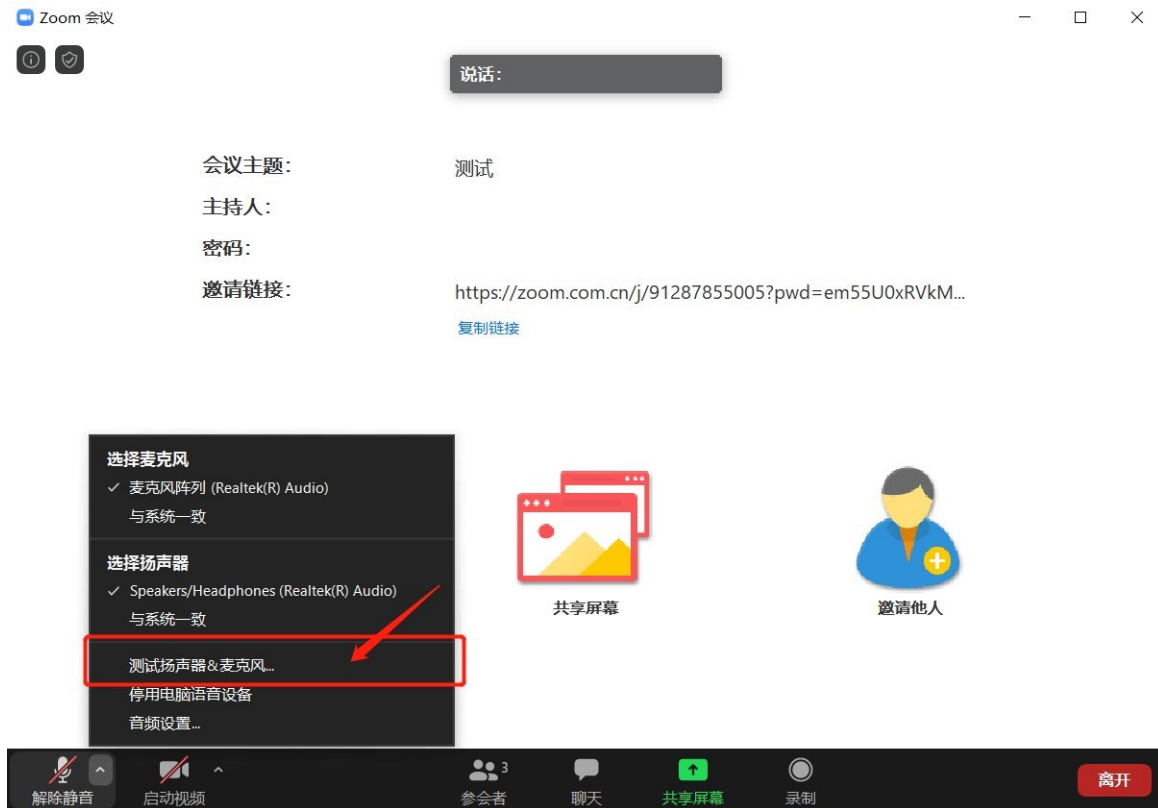 Zoom 会议
说话:
会议主题: 测试
主持人:
密码:
邀请链接: https://zoom.com.cn/j/91287855005?pwd=em55U0xRVkM...
复制链接
选择麦克风
麦克风阵列 (Realtek(R) Audio)
与系统一致
选择扬声器
Speakers/Headphones (Realtek(R) Audio)
与系统一致
测试扬声器&麦克风...
停用电脑语音设备
音频设置...
共享屏幕
邀请他人
解除静音
启动视频
3
参会者
聊天
共享屏幕
录制
离开